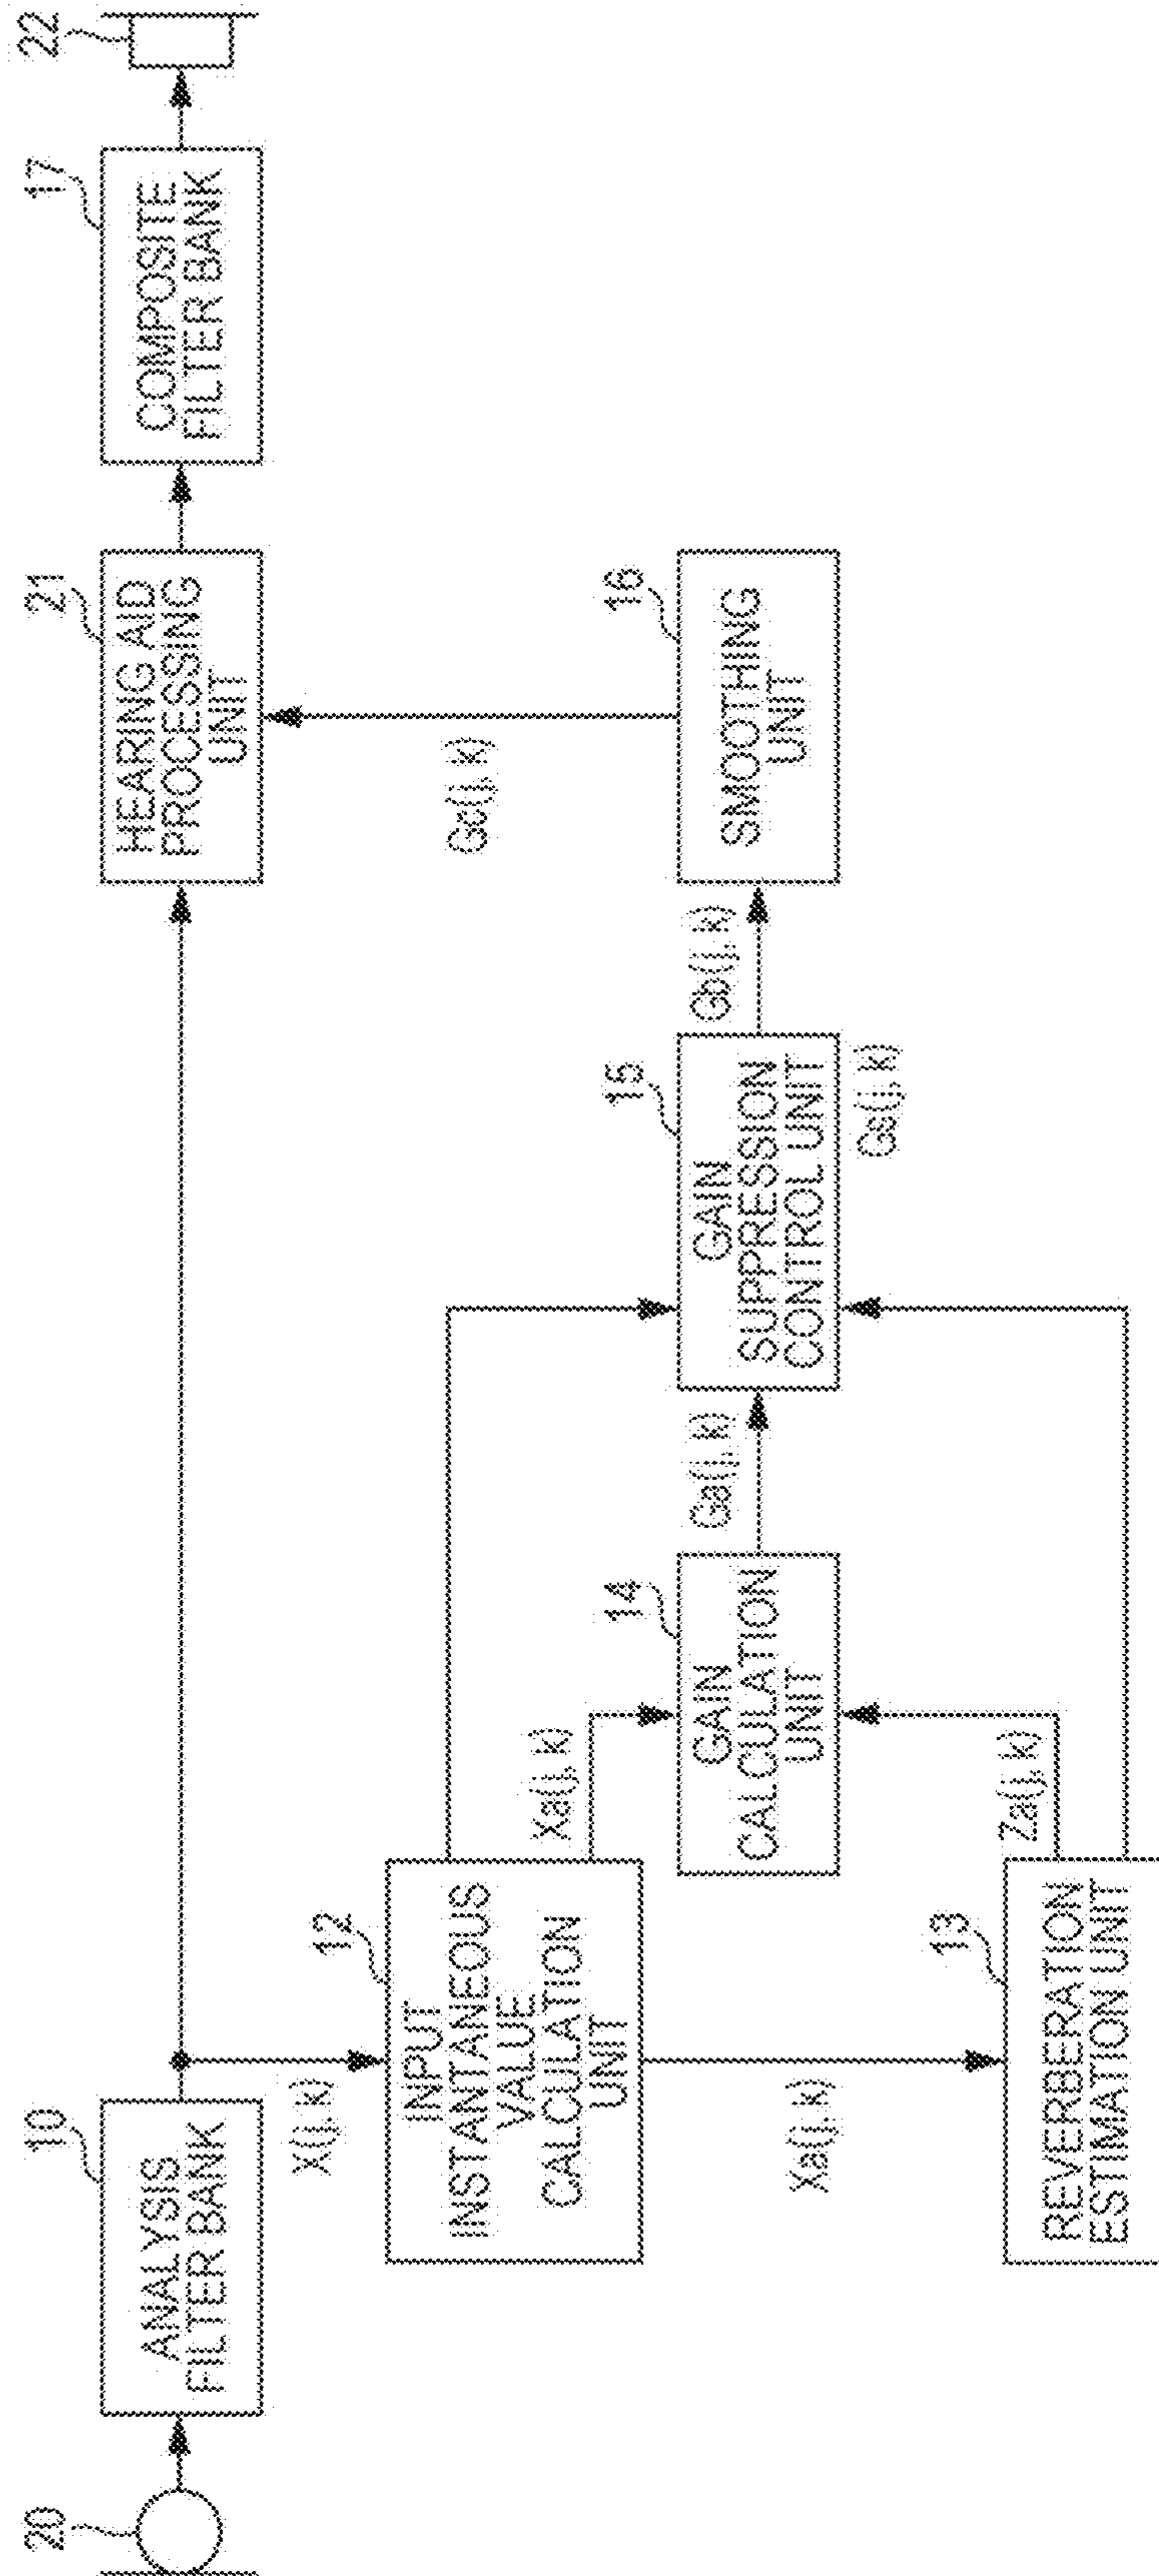 20
10
ANALYSIS
FILTER BANK
21
HEARING AID
PROCESSING
UNIT
17
COMPOSITE
FILTER BANK
22
X(j, k)
12
INPUT
INSTANTANEOUS
VALUE
CALCULATION
UNIT
Xa(j, k)
Xa(j, k)
14
GAIN
CALCULATION
UNIT
Ga(j, k)
15
GAIN
SUPPRESSION
CONTROL UNIT
Gs(j, k)
Gb(j, k)
16
SMOOTHING
UNIT
Gc(j, k)
13
REVERBERATION
ESTIMATION UNIT
Za(j, k)